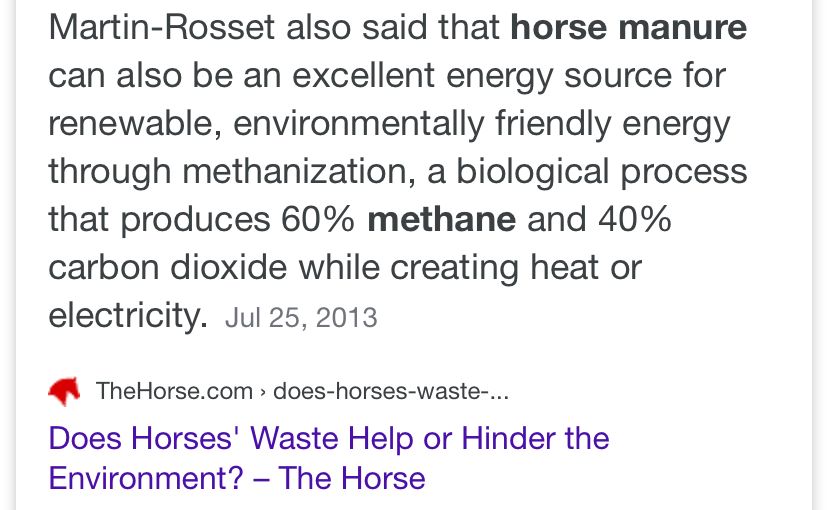 Martin-Rosset also said that horse manure
can also be an excellent energy source for
renewable, environmentally friendly energy
through methanization, a biological process
that produces 60% methane and 40%
carbon dioxide while creating heat or
electricity. Jul 25, 2013
TheHorse.com › does-horses-waste-...
Does Horses' Waste Help or Hinder the
Environment? – The Horse